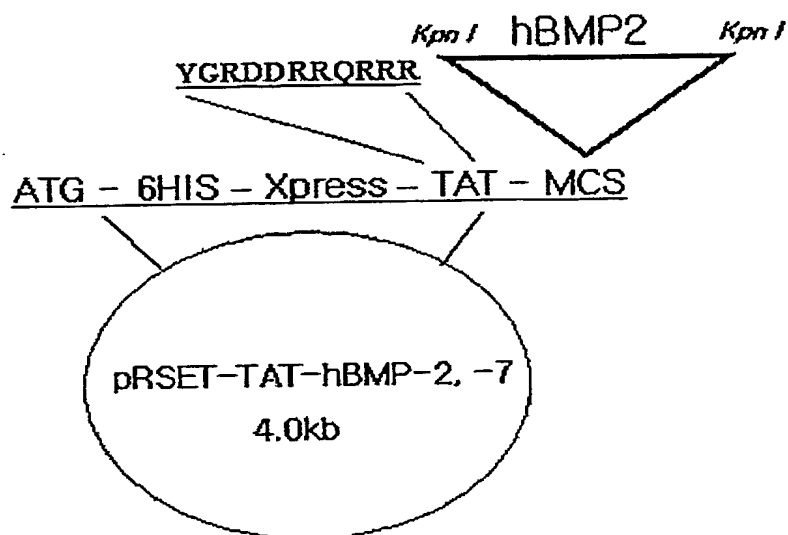 Kpn I hBMP2 Kpn I
YGRDDRRQRRR
ATG - 6HIS - Xpress - TAT - MCS
pRSET-TAT-hBMP-2, -7
4.0kb